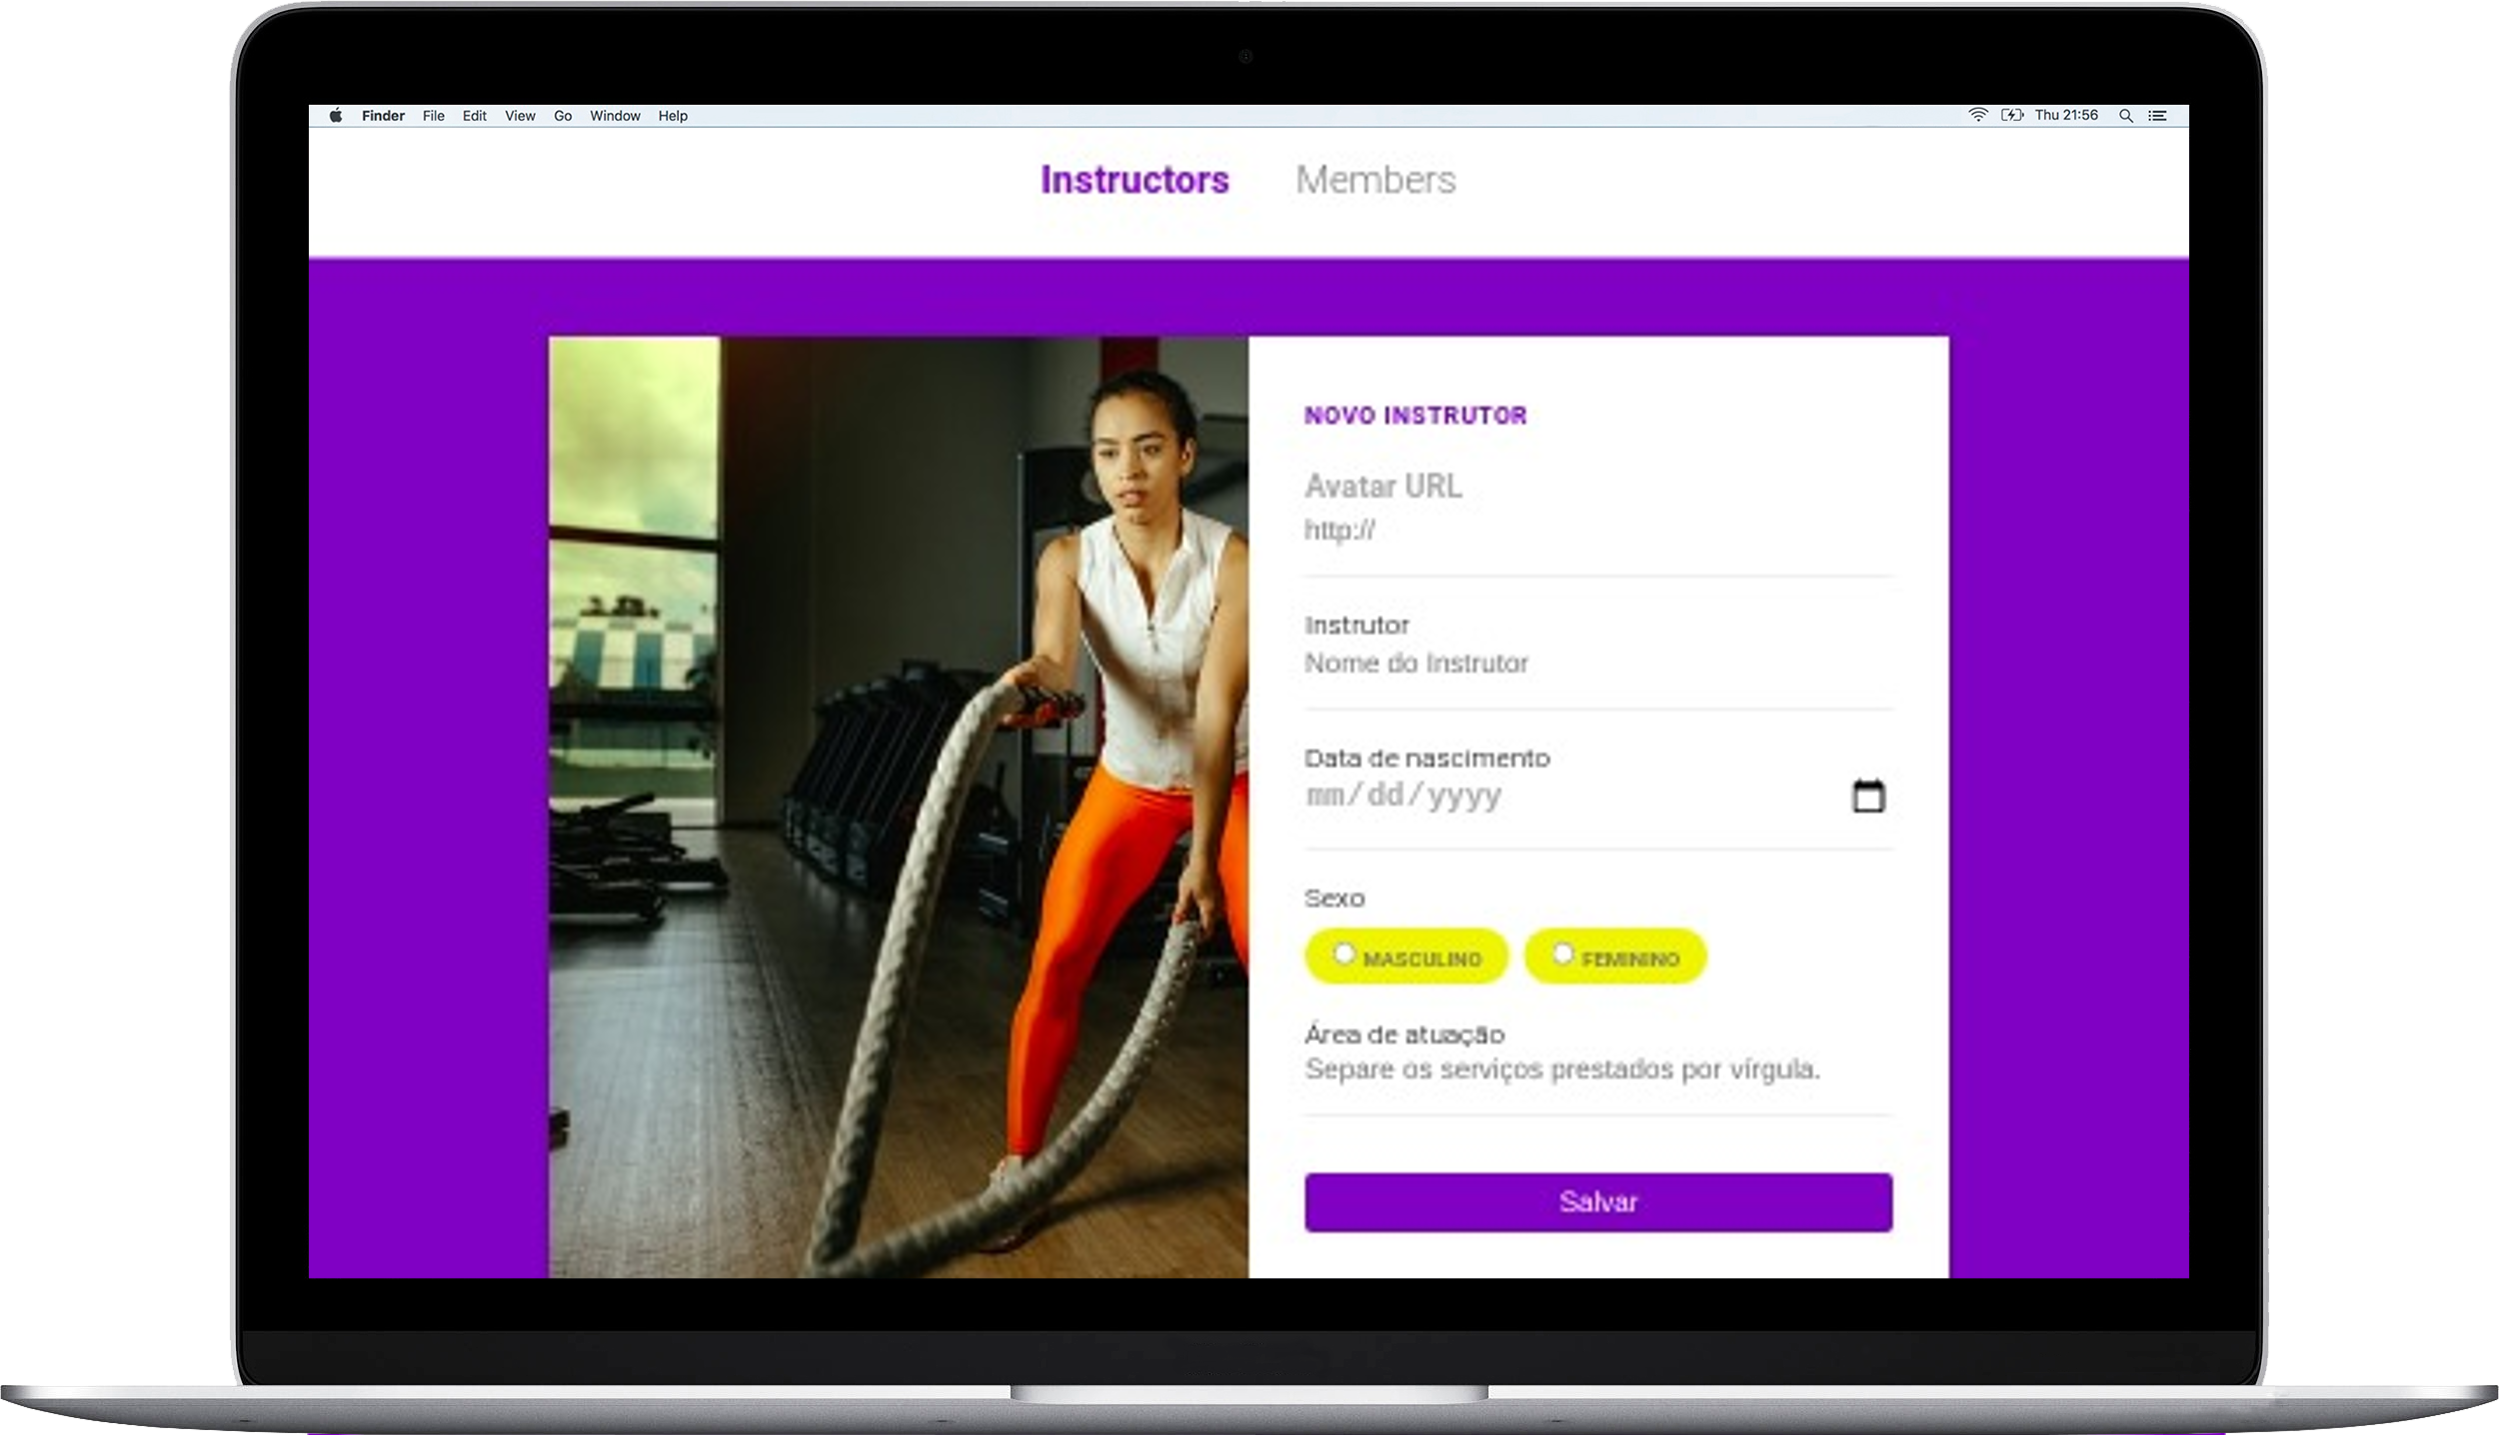 Finder File Edit View Go Window Help Thu 21:56
Instructors Members
NOVO INSTRUTOR
Avatar URL
http://
Instrutor
Nome do Instrutor
Data de nascimento
mm/dd/yyyy
Sexo
MASCULINO FEMININO
Área de atuação
Separe os serviços prestados por vírgula.
Salvar